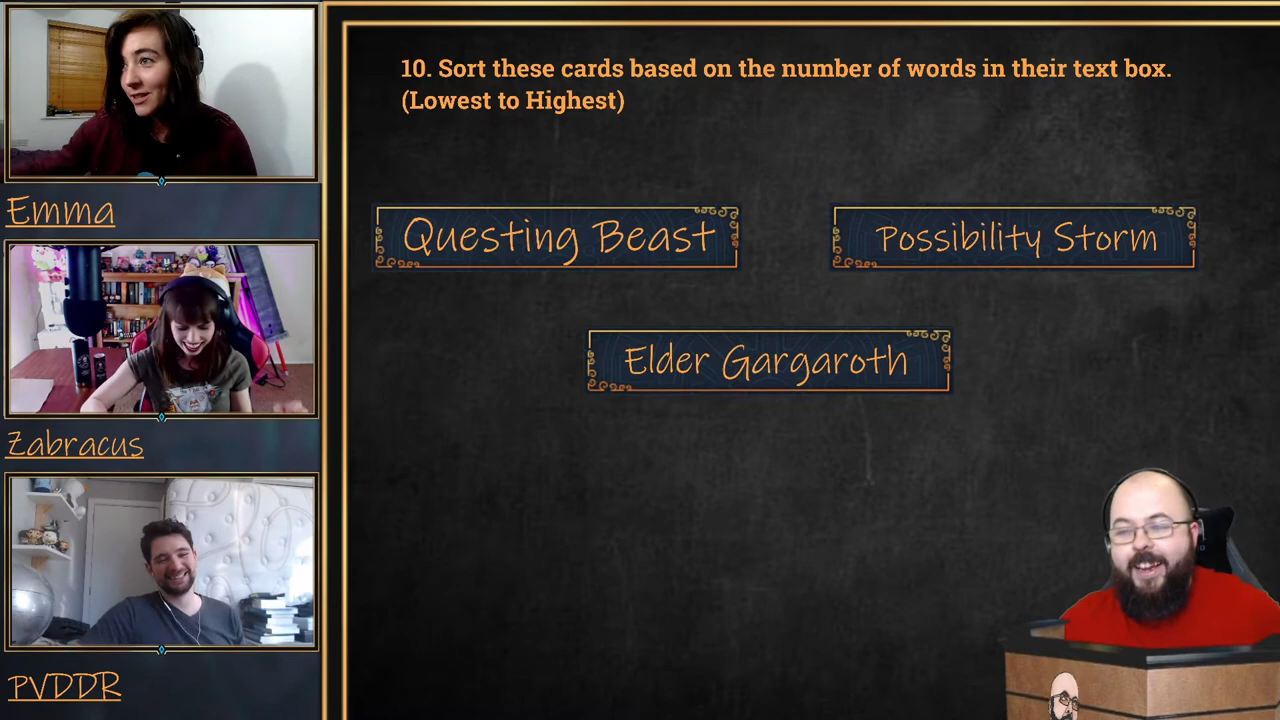 10. Sort these cards based on the number of words in their text box.
(Lowest to Highest)
Questing Beast
Possibility Storm
Elder Gargaroth
Emma
Zabracus
PVDDR